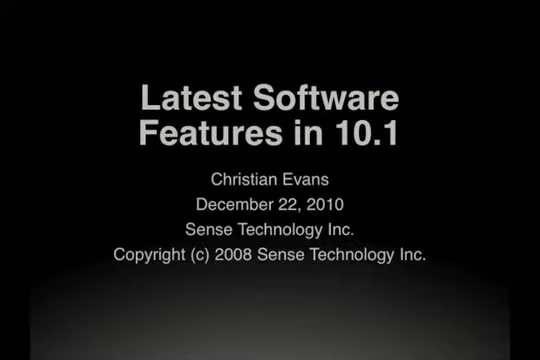 Latest Software
Features in 10.1
Christian Evans
December 22, 2010
Sense Technology Inc.
Copyright (c) 2008 Sense Technology Inc.